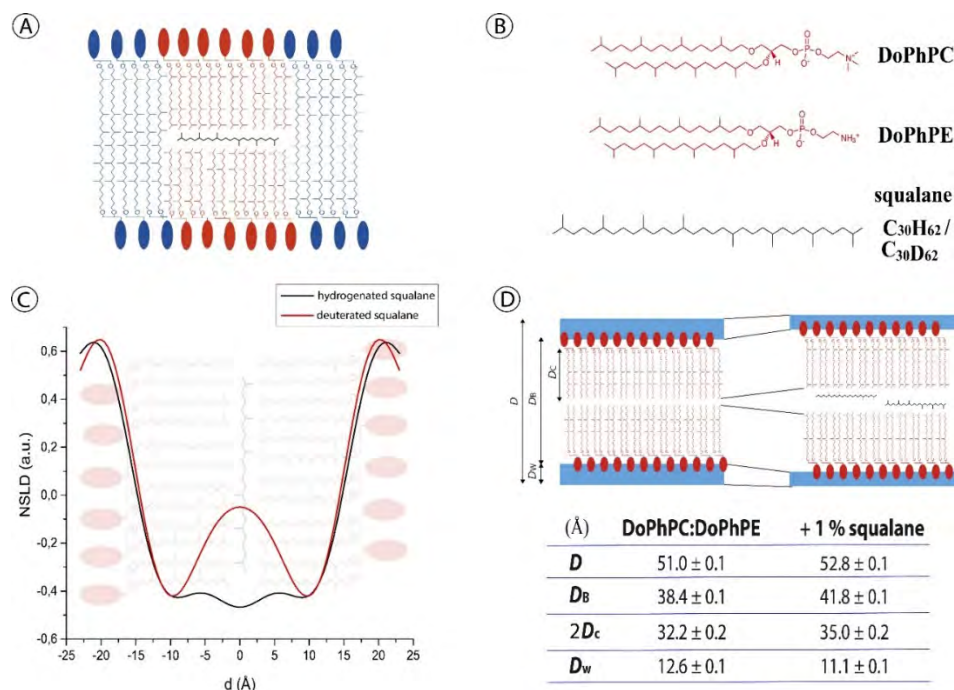 A
B
DoPhPC
DoPhPE
squalane
C30H62 /
C30D62
C
hydrogenated squalane
deuterated squalane
0,6
0,4
0,2
0,0
-0,2
-0,4
-0,6
NSLD (a.u.)
-25 -20 -15 -10 -5 0 5 10 15 20 25
d (Å)
D
D
DB
DC
DW
(Å) DoPhPC:DoPhPE + 1 % squalane
D 51.0 ± 0.1 52.8 ± 0.1
DB 38.4 ± 0.1 41.8 ± 0.1
2Dc 32.2 ± 0.2 35.0 ± 0.2
Dw 12.6 ± 0.1 11.1 ± 0.1